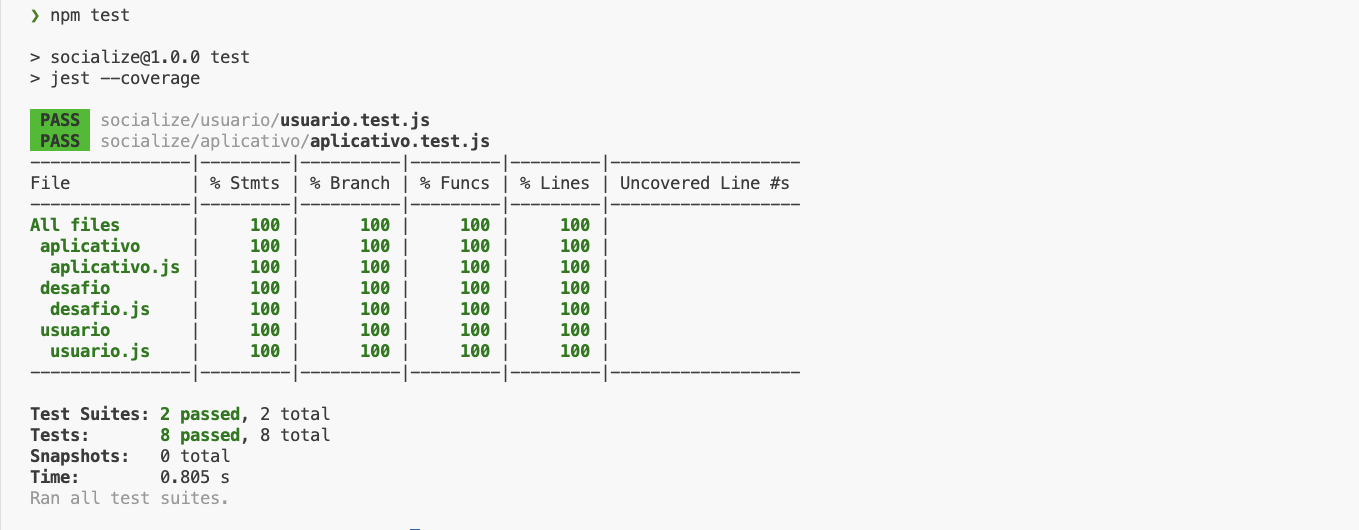 ❯ npm test
> socialize@1.0.0 test
> jest --coverage
PASS socialize/usuario/usuario.test.js
PASS socialize/aplicativo/aplicativo.test.js
----------------|---------|----------|---------|---------|-------------------
File            | % Stmts | % Branch | % Funcs | % Lines | Uncovered Line #s
----------------|---------|----------|---------|---------|-------------------
All files       |     100 |      100 |     100 |     100 |
 aplicativo     |     100 |      100 |     100 |     100 |
  aplicativo.js |     100 |      100 |     100 |     100 |
 desafio        |     100 |      100 |     100 |     100 |
  desafio.js    |     100 |      100 |     100 |     100 |
 usuario        |     100 |      100 |     100 |     100 |
  usuario.js    |     100 |      100 |     100 |     100 |
----------------|---------|----------|---------|---------|-------------------
Test Suites: 2 passed, 2 total
Tests:       8 passed, 8 total
Snapshots:   0 total
Time:        0.805 s
Ran all test suites.